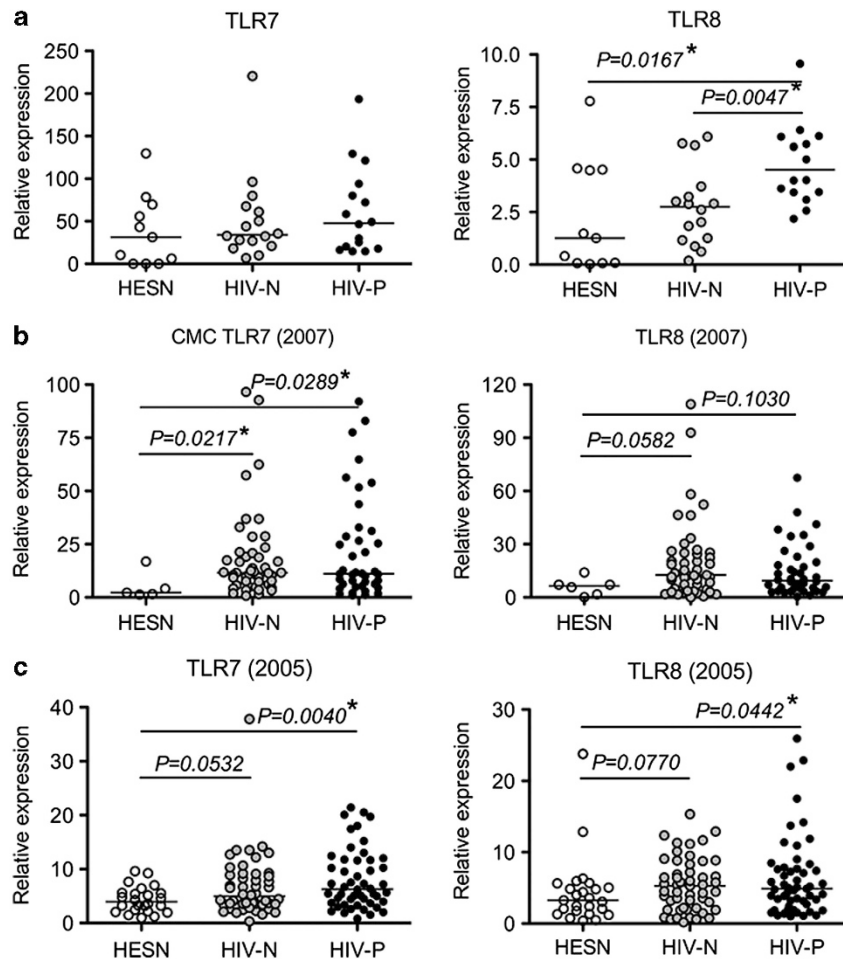 a
TLR7
TLR8
Relative expression
250
200
150
100
50
0
HESN HIV-N HIV-P
Relative expression
10.0
7.5
5.0
2.5
0.0
P=0.0167*
P=0.0047*
HESN HIV-N HIV-P
b
CMC TLR7 (2007)
TLR8 (2007)
Relative expression
100
75
50
25
0
P=0.0289*
P=0.0217*
HESN HIV-N HIV-P
Relative expression
120
90
60
30
0
P=0.1030
P=0.0582
HESN HIV-N HIV-P
c
TLR7 (2005)
TLR8 (2005)
Relative expression
40
30
20
10
0
P=0.0040*
P=0.0532
HESN HIV-N HIV-P
Relative expression
30
20
10
0
P=0.0442*
P=0.0770
HESN HIV-N HIV-P